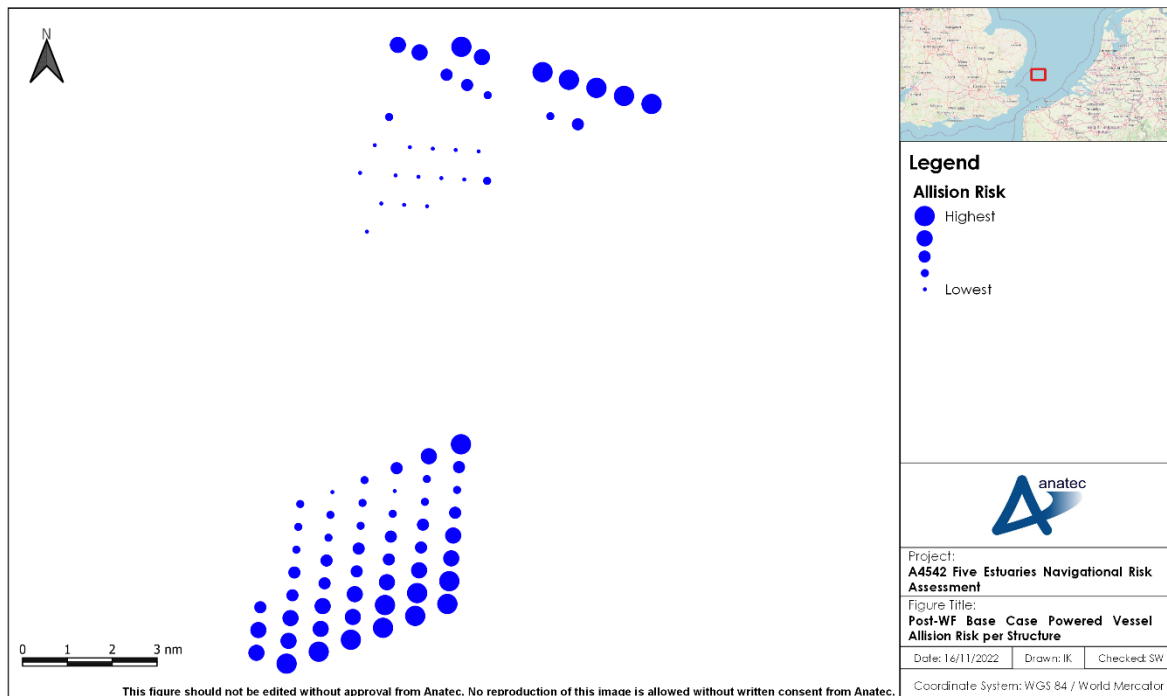 N
Legend
Allision Risk
Highest
Lowest
anatec
Project:
A4542 Five Estuaries Navigational Risk
Assessment
Figure Title:
Post-WF Base Case Powered Vessel
Allision Risk per Structure
Date: 16/11/2022
Drawn: IK
Checked: SW
Coordinate System: WGS 84 / World Mercator
0 1 2 3 nm
This figure should not be edited without approval from Anatec. No reproduction of this image is allowed without written consent from Anatec.